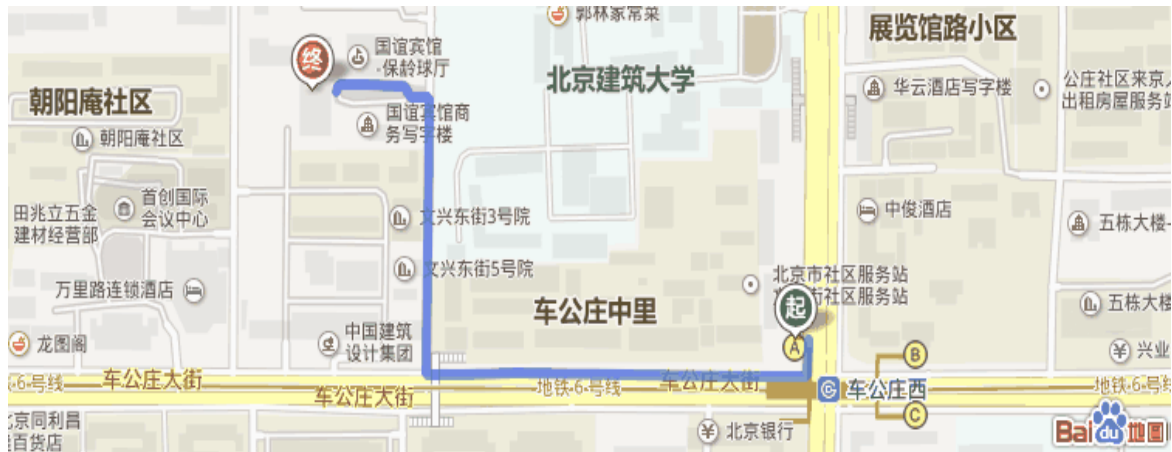 郭林家常菜
展览馆路小区
国谊宾馆
·保龄球厅
终
北京建筑大学
华云酒店写字楼
公庄社区来京人
出租房屋服务站
朝阳庵社区
国谊宾馆商
务写字楼
朝阳庵社区
首创国际
会议中心
田兆立五金
建材经营部
文兴东街3号院
中俊酒店
五栋大楼-
文兴东街5号院
北京市社区服务站
市社区服务站
万里路连锁酒店
起
车公庄中里
五栋大楼
A
中国建筑
设计集团
龙图阁
兴业
B
6号线
车公庄大街
车公庄大街
地铁6号线
车公庄大街
车公庄西
地铁6号线
C
京同利昌
百货店
北京银行
Bai du 地图